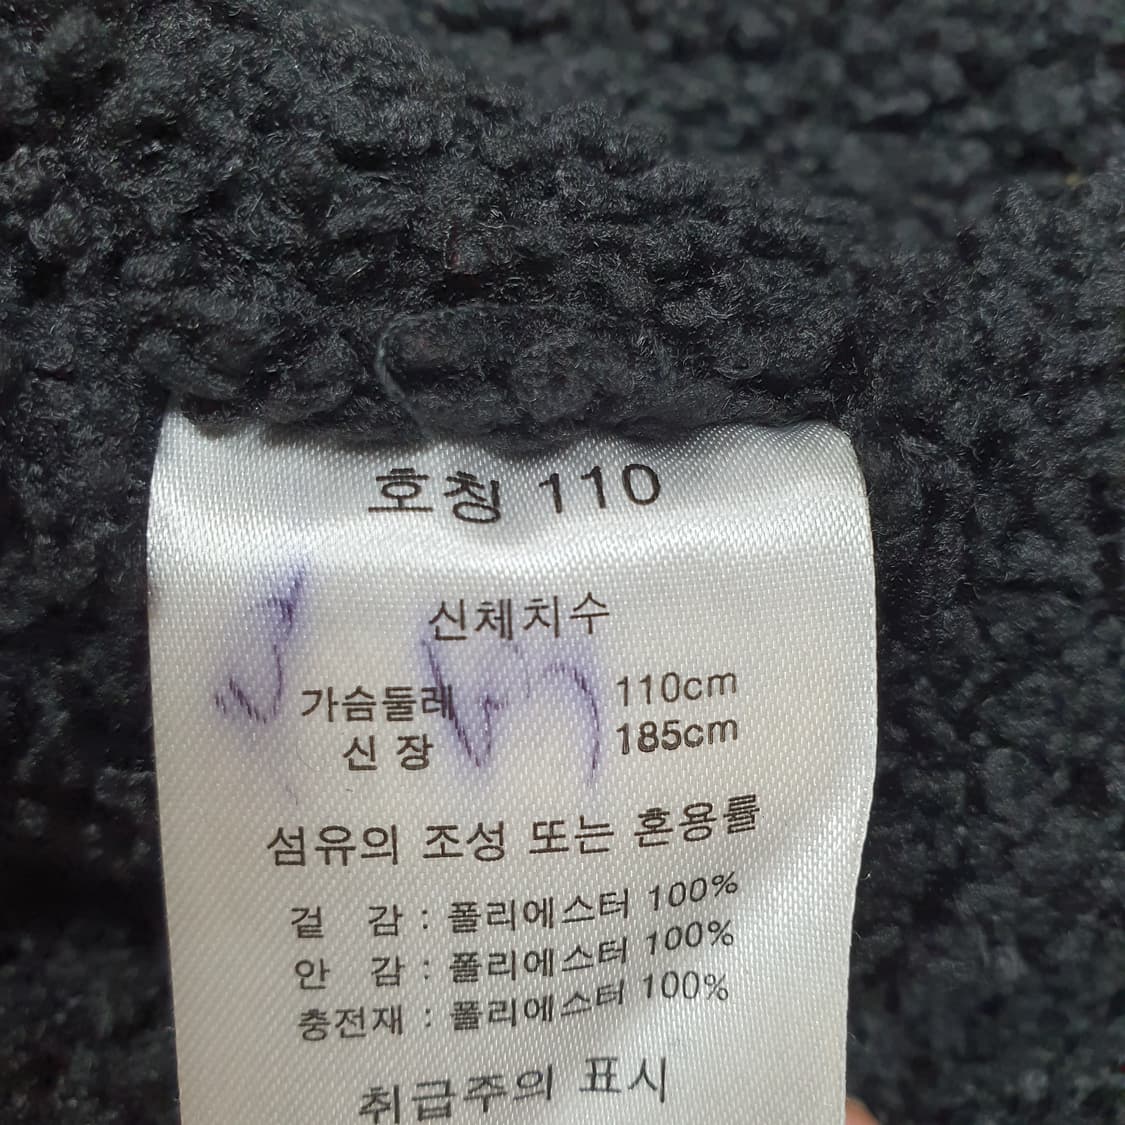 호칭 110
신체치수
가슴둘레 110cm
신 장 185cm
섬유의 조성 또는 혼용률
겉 감 : 폴리에스터 100%
안 감 : 폴리에스터 100%
충전재 : 폴리에스터 100%
취급주의 표시